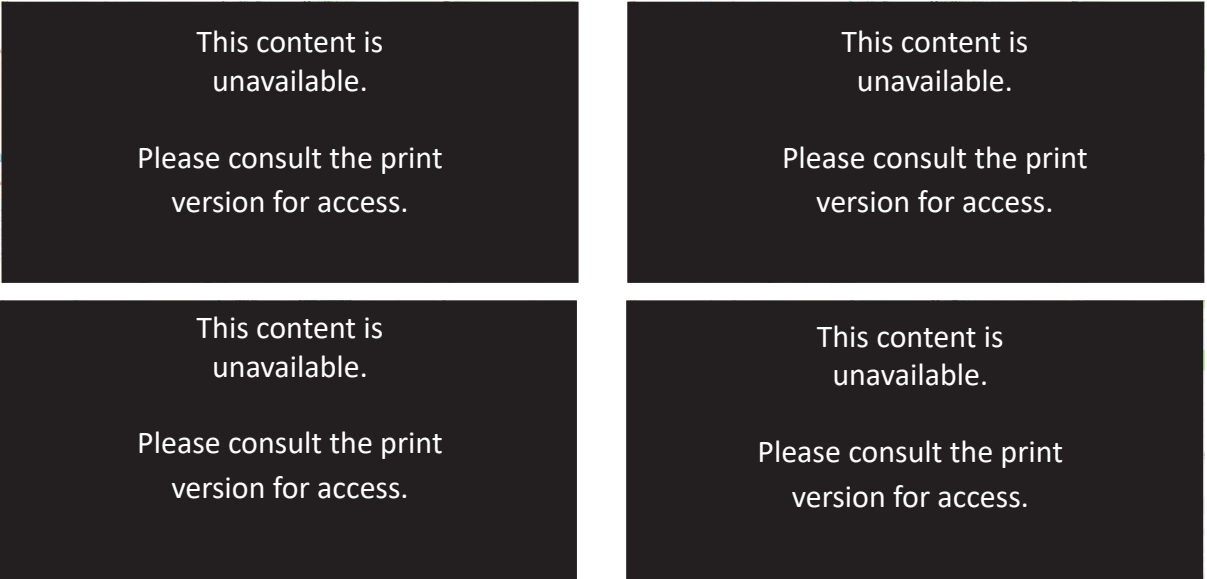 This content is
unavailable.
Please consult the print
version for access.
This content is
unavailable.
Please consult the print
version for access.
This content is
unavailable.
Please consult the print
version for access.
This content is
unavailable.
Please consult the print
version for access.